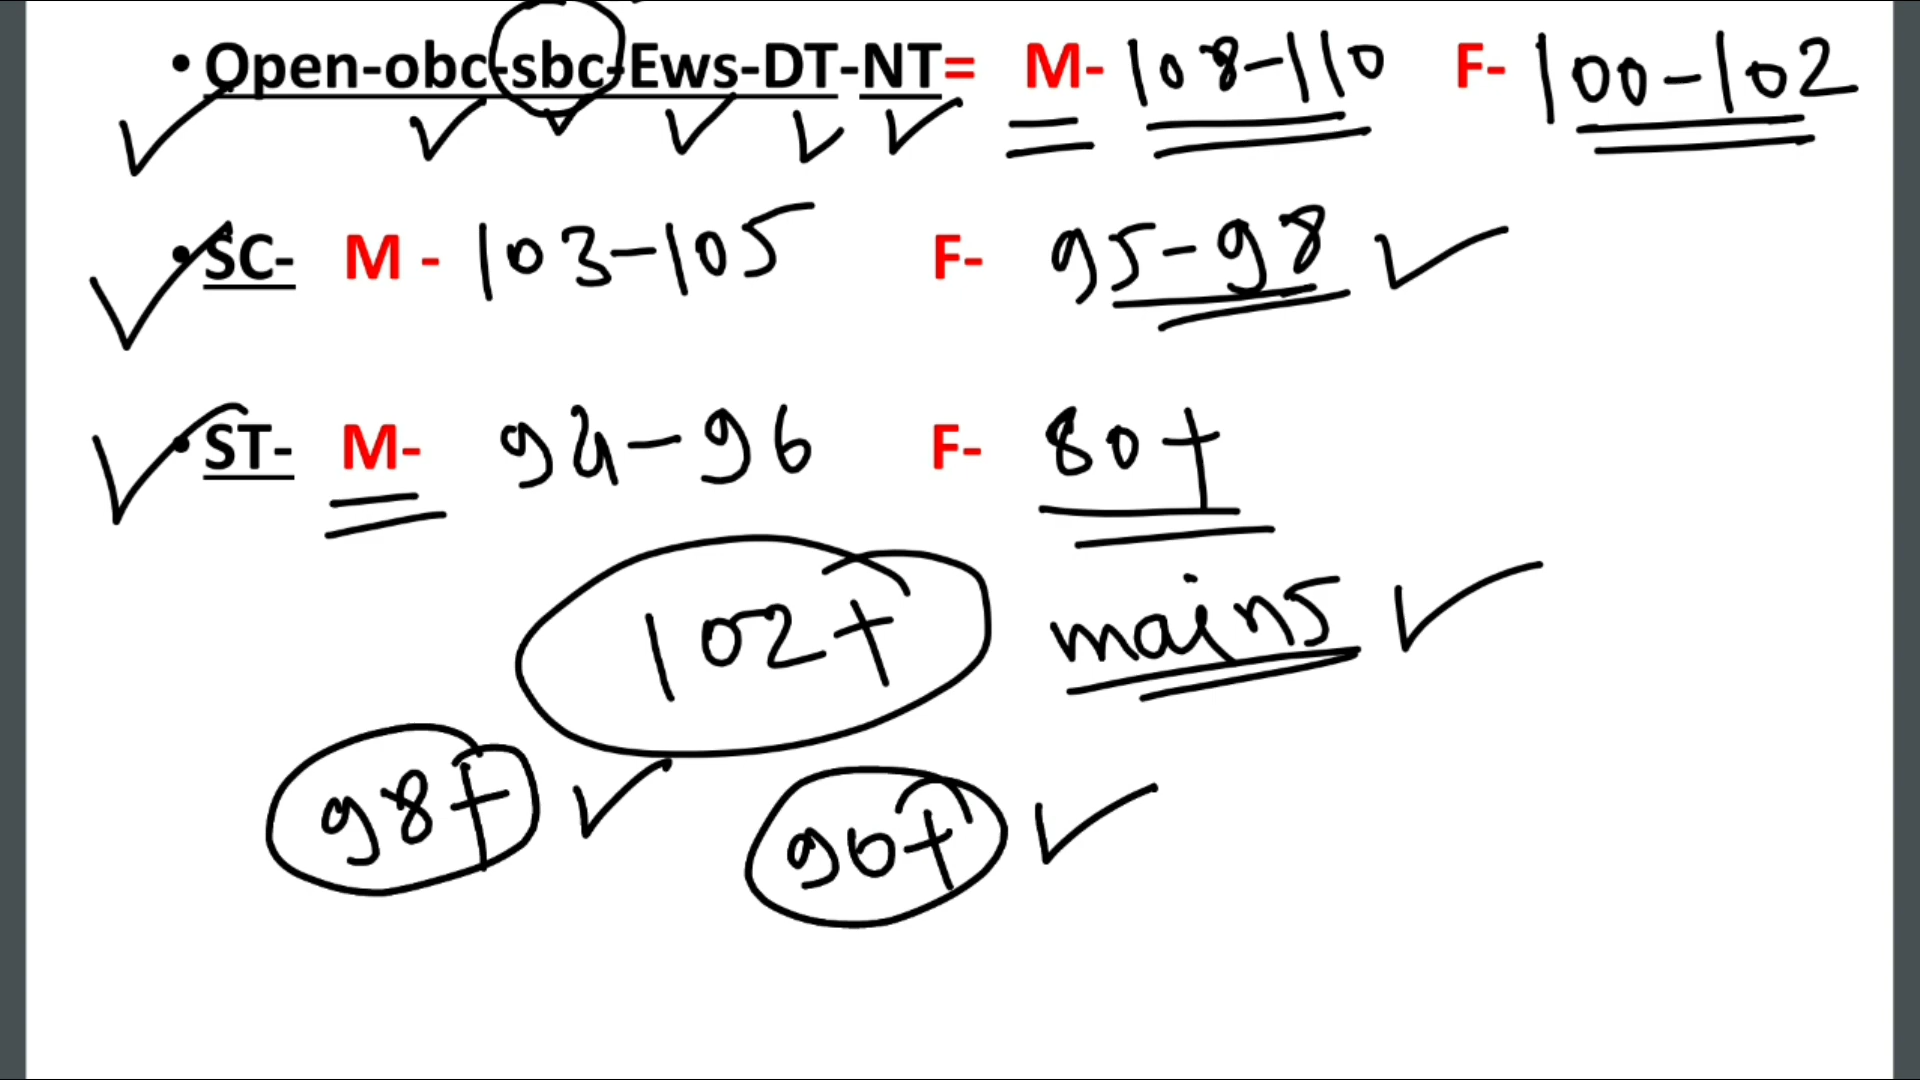 • Open-obc-sbc-Ews-DT-NT= M- 108-110 F- 100-102
• SC- M - 103-105 F- 95-98
• ST- M- 94-96 F- 80+
102+ mains
98+ 90+